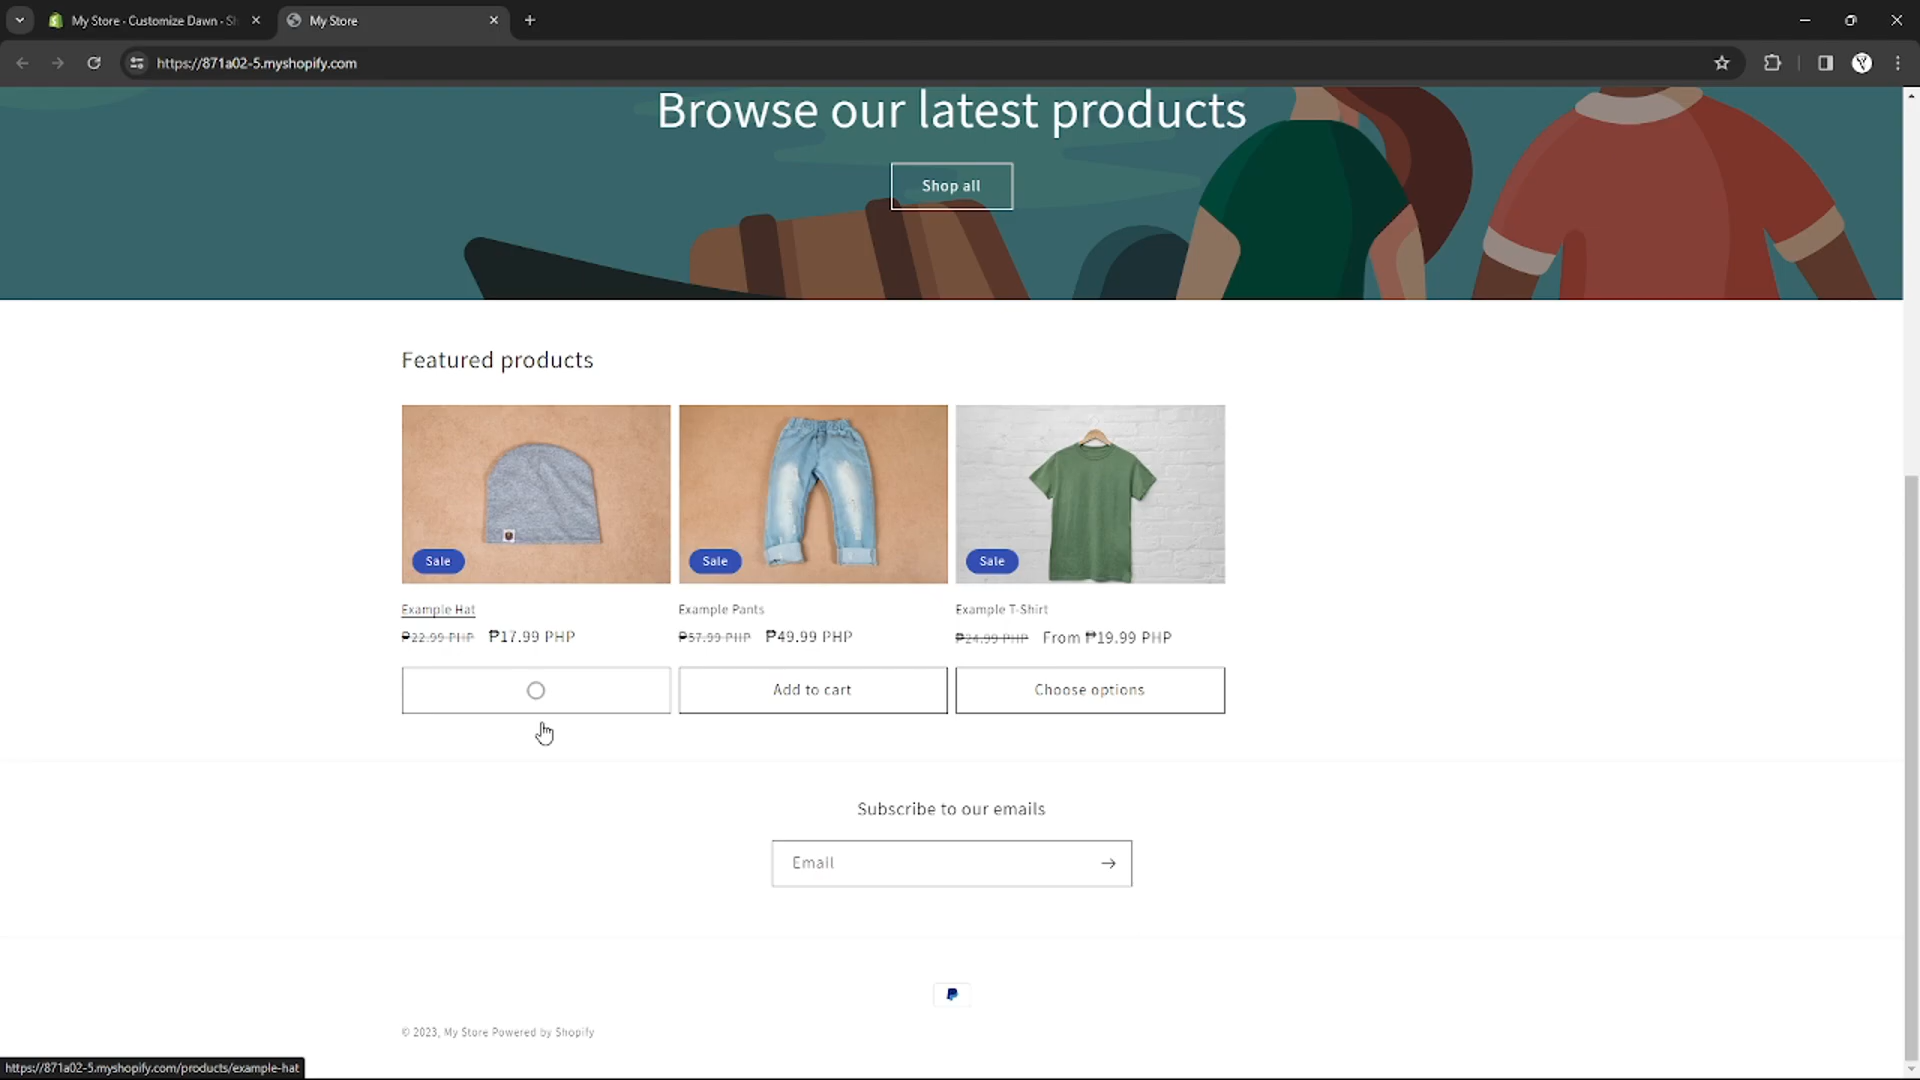 My Store · Customize Dawn · Sh
My Store
https://871a02-5.myshopify.com
Browse our latest products
Shop all
Featured products
Sale
Sale
Sale
Example Hat
Example Pants
Example T-Shirt
₱22.99 PHP ₱17.99 PHP
₱57.99 PHP ₱49.99 PHP
₱24.99 PHP From ₱19.99 PHP
Add to cart
Choose options
Subscribe to our emails
Email
© 2023, My Store Powered by Shopify
https://871a02-5.myshopify.com/products/example-hat